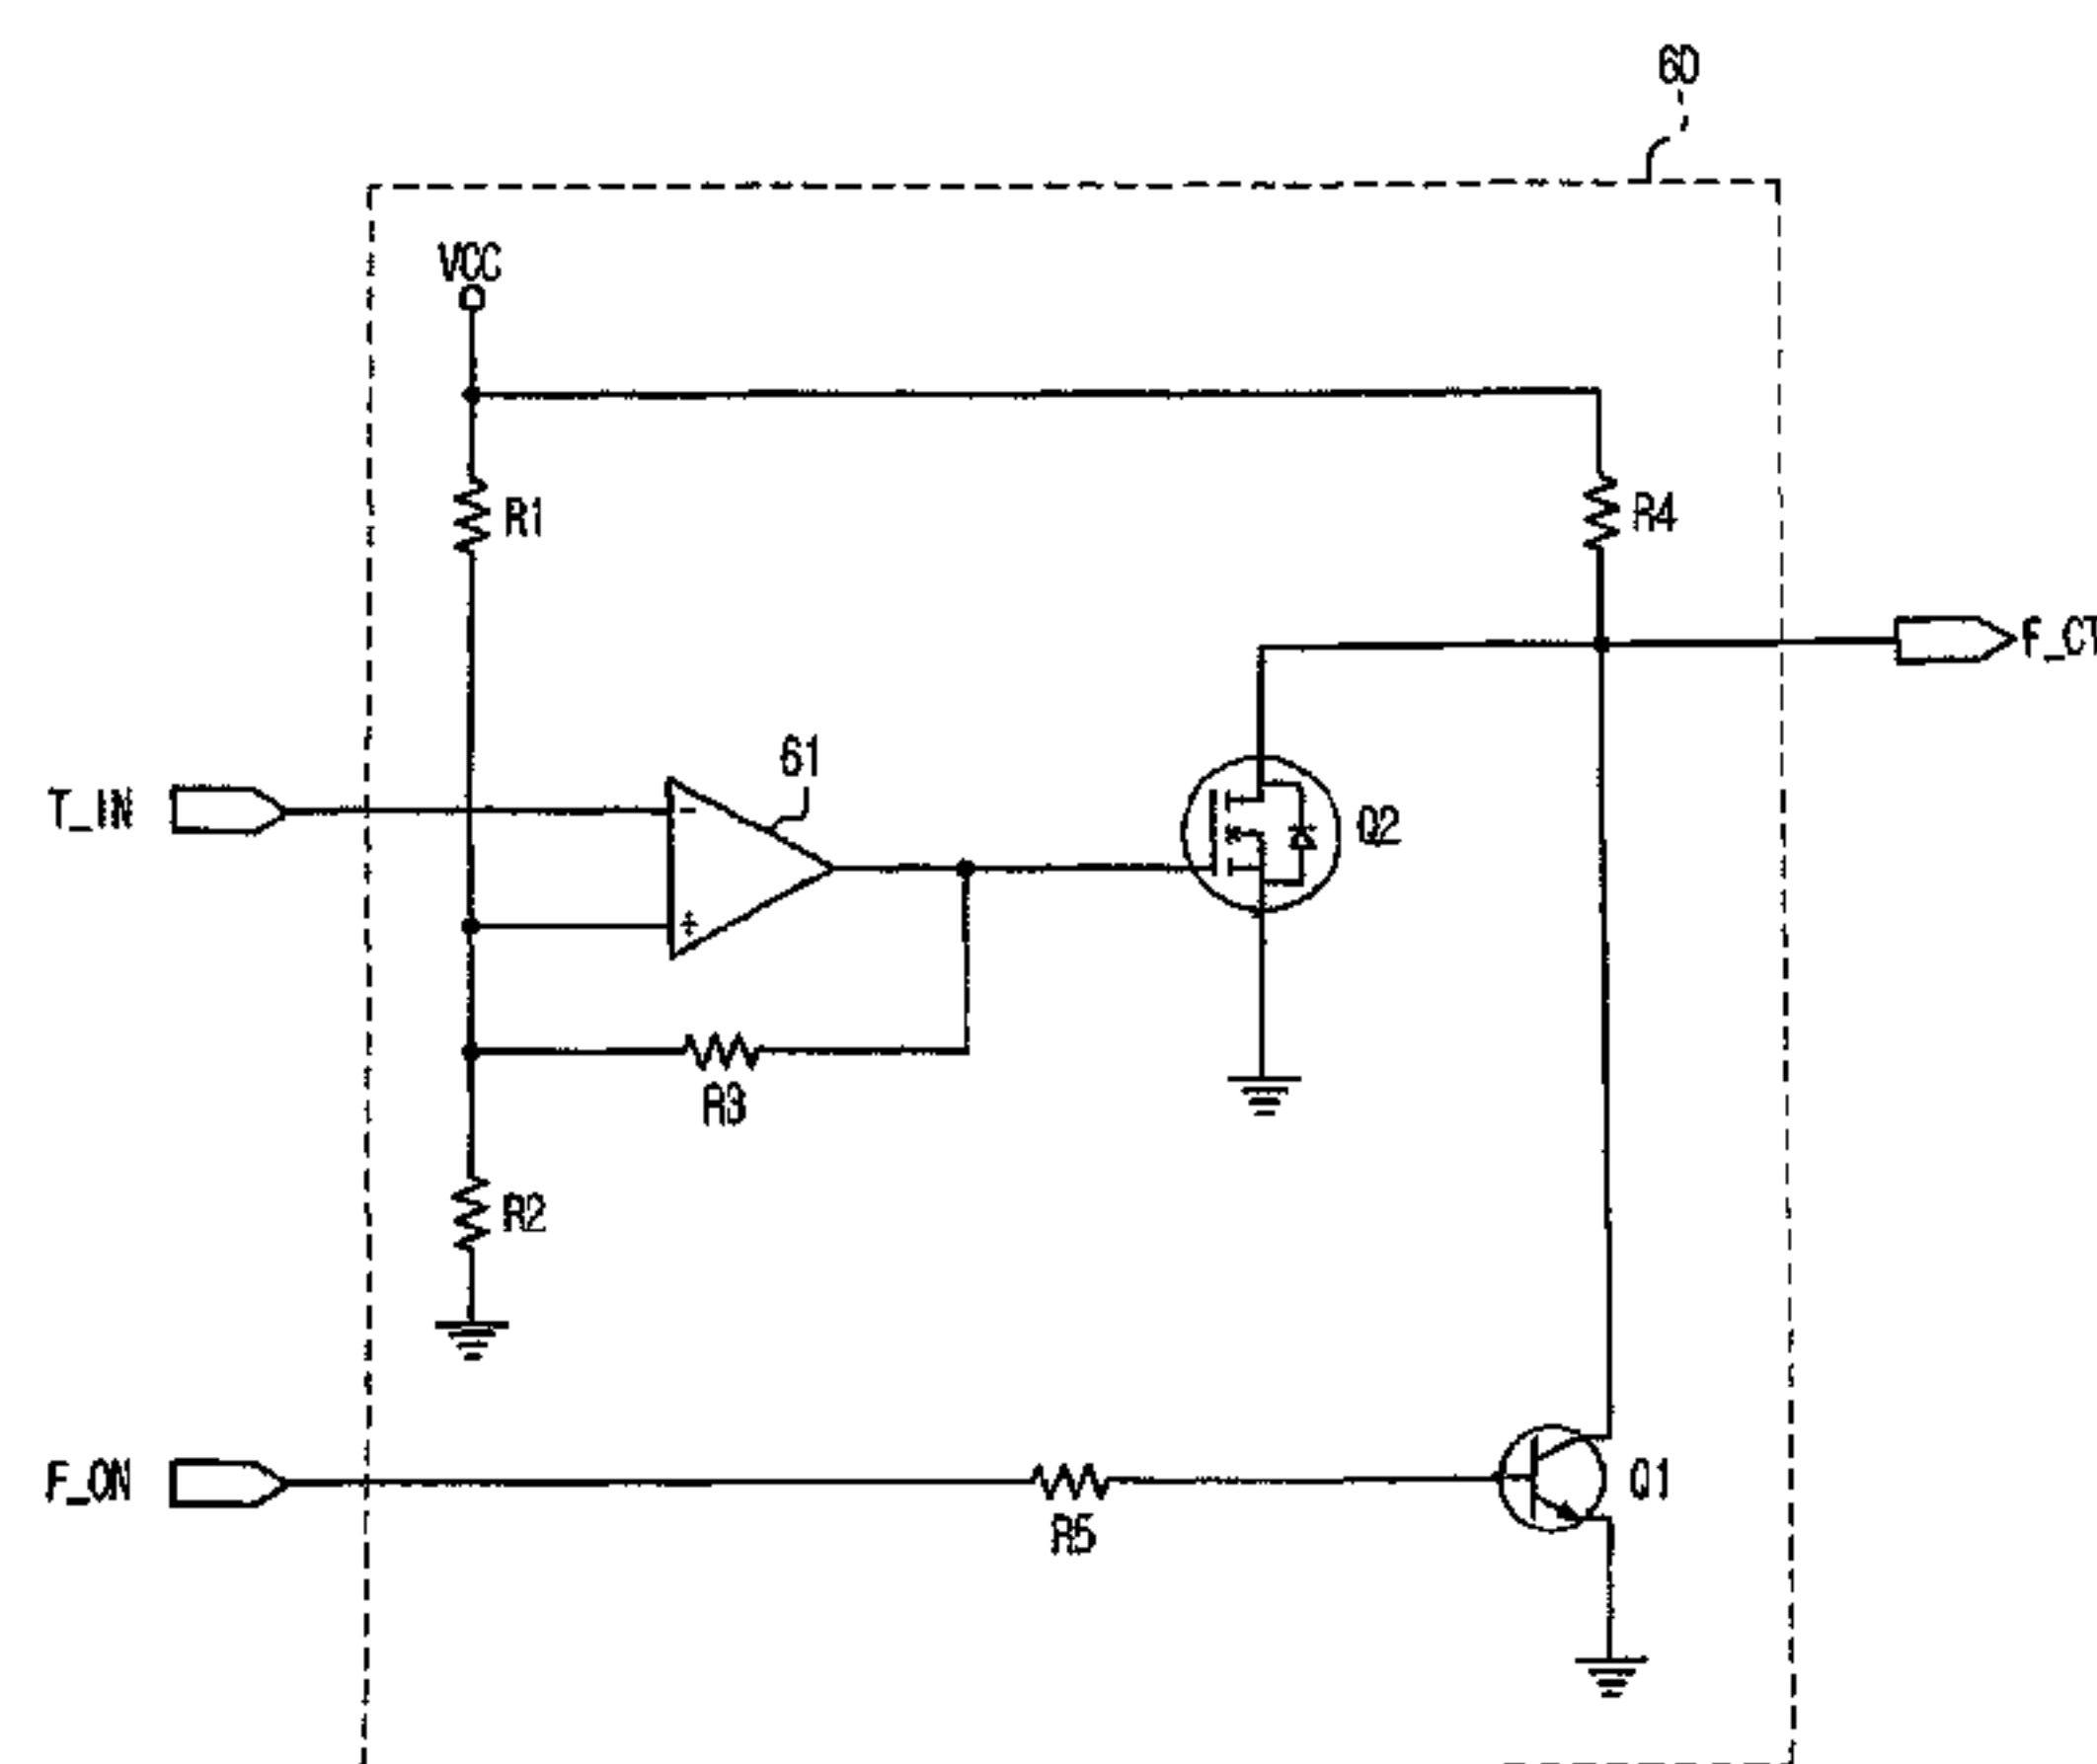 60
VCC
R1
R4
F_CT
61
T_IN
-
Q2
+
R3
R2
F_ON
Q1
R5